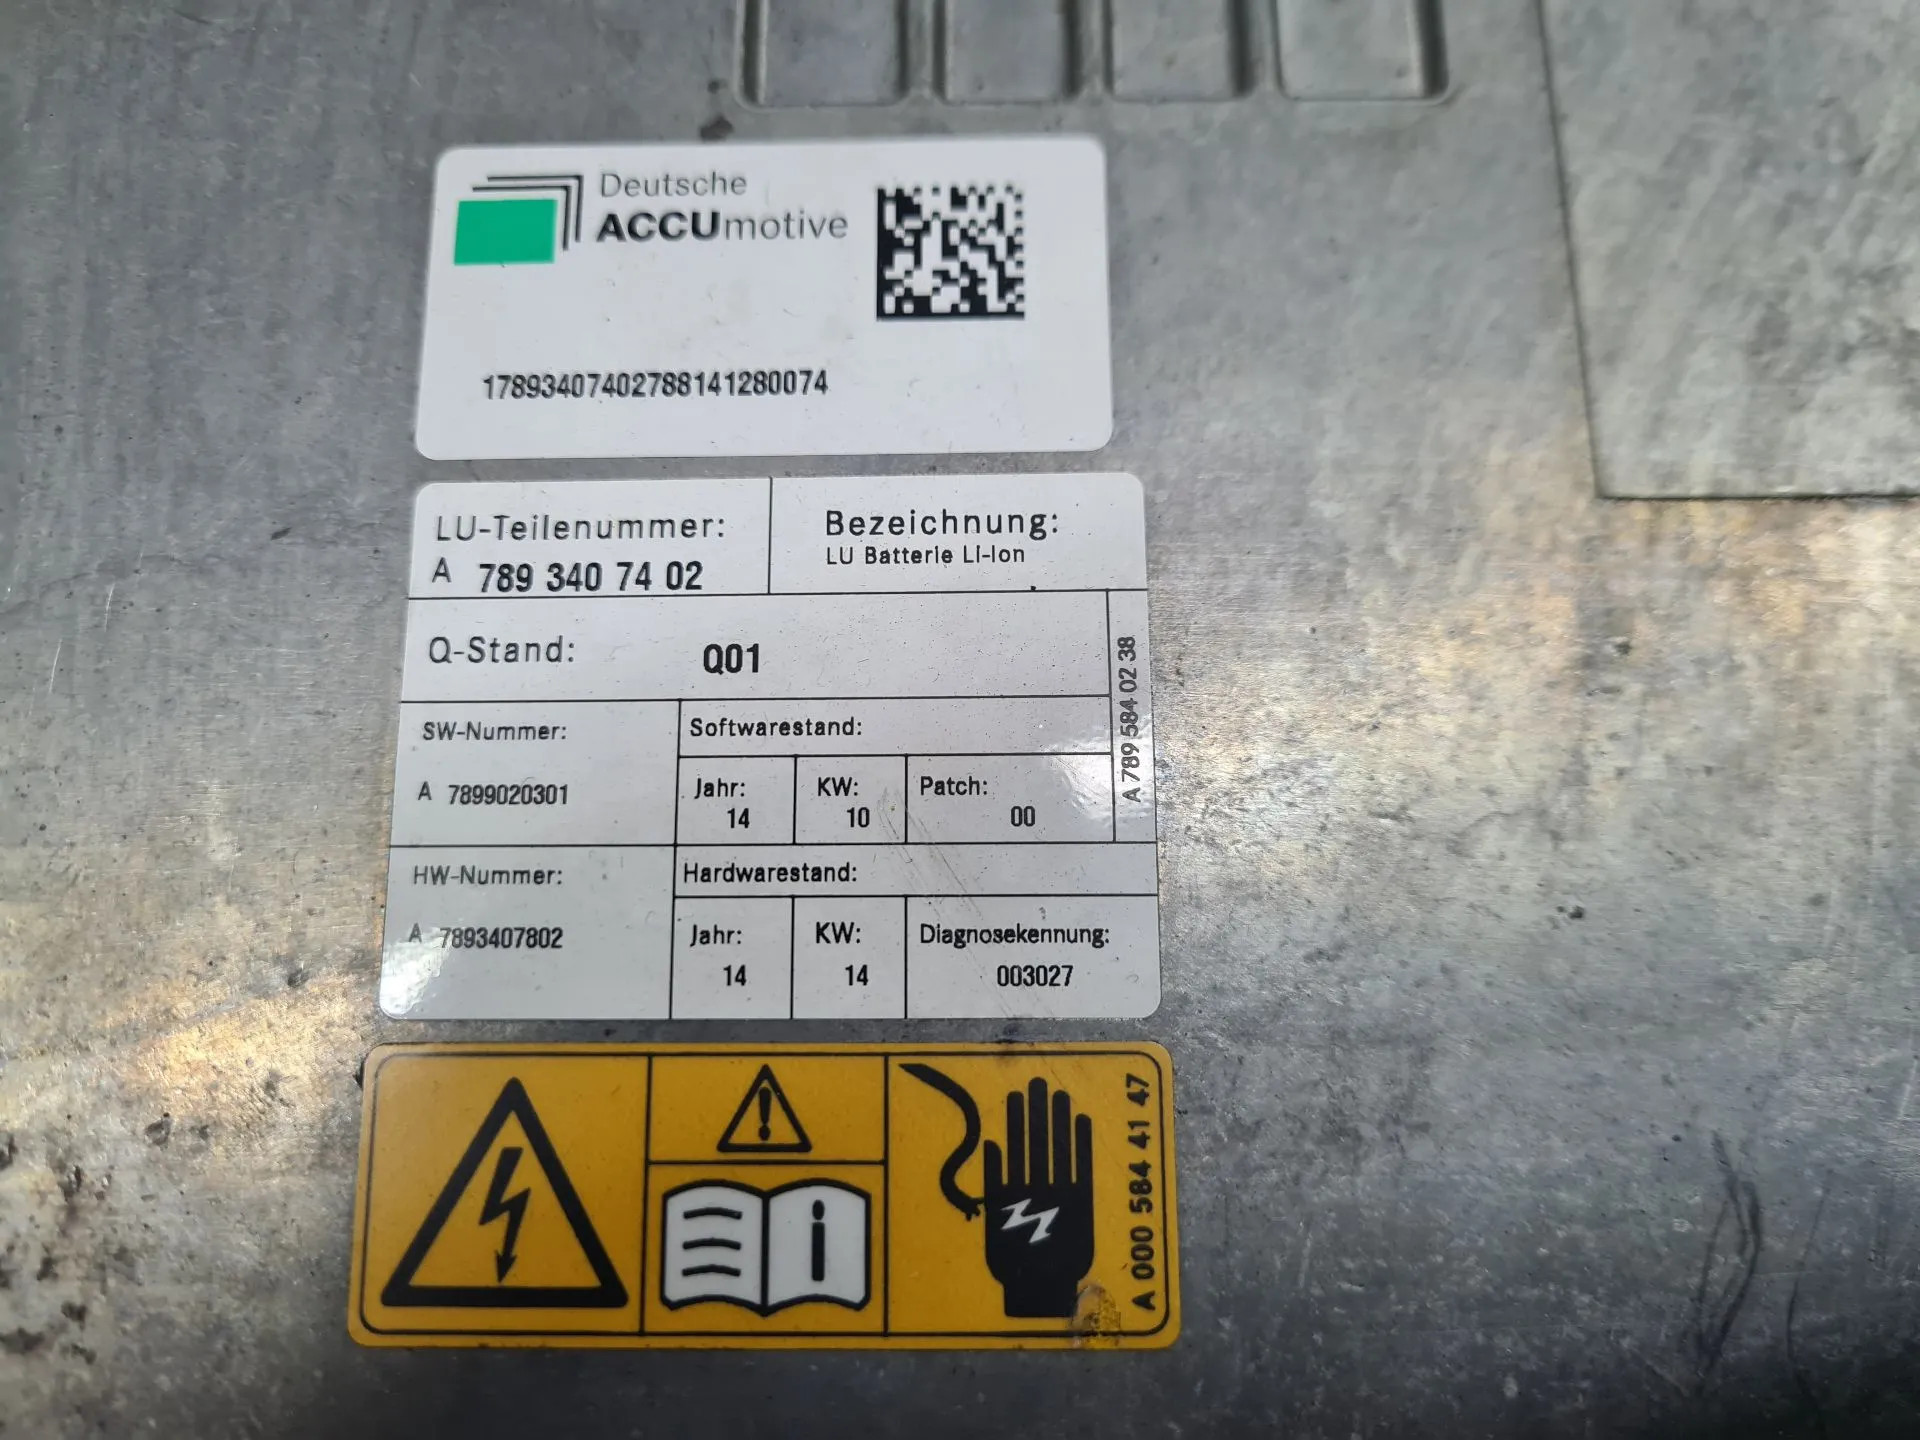 Deutsche
ACCUmotive
1789340740278814128​0074
LU-Teilenummer:
A 789 340 74 02
Bezeichnung:
LU Batterie Li-Ion
Q-Stand: Q01
A 789 584 02 38
SW-Nummer:
A 7899020301
Softwarestand:
Jahr: KW: Patch:
14 10 00
HW-Nummer:
A 7893407802
Hardwarestand:
Jahr: KW: Diagnosekennung:
14 14 003027
A 000 584 41 47